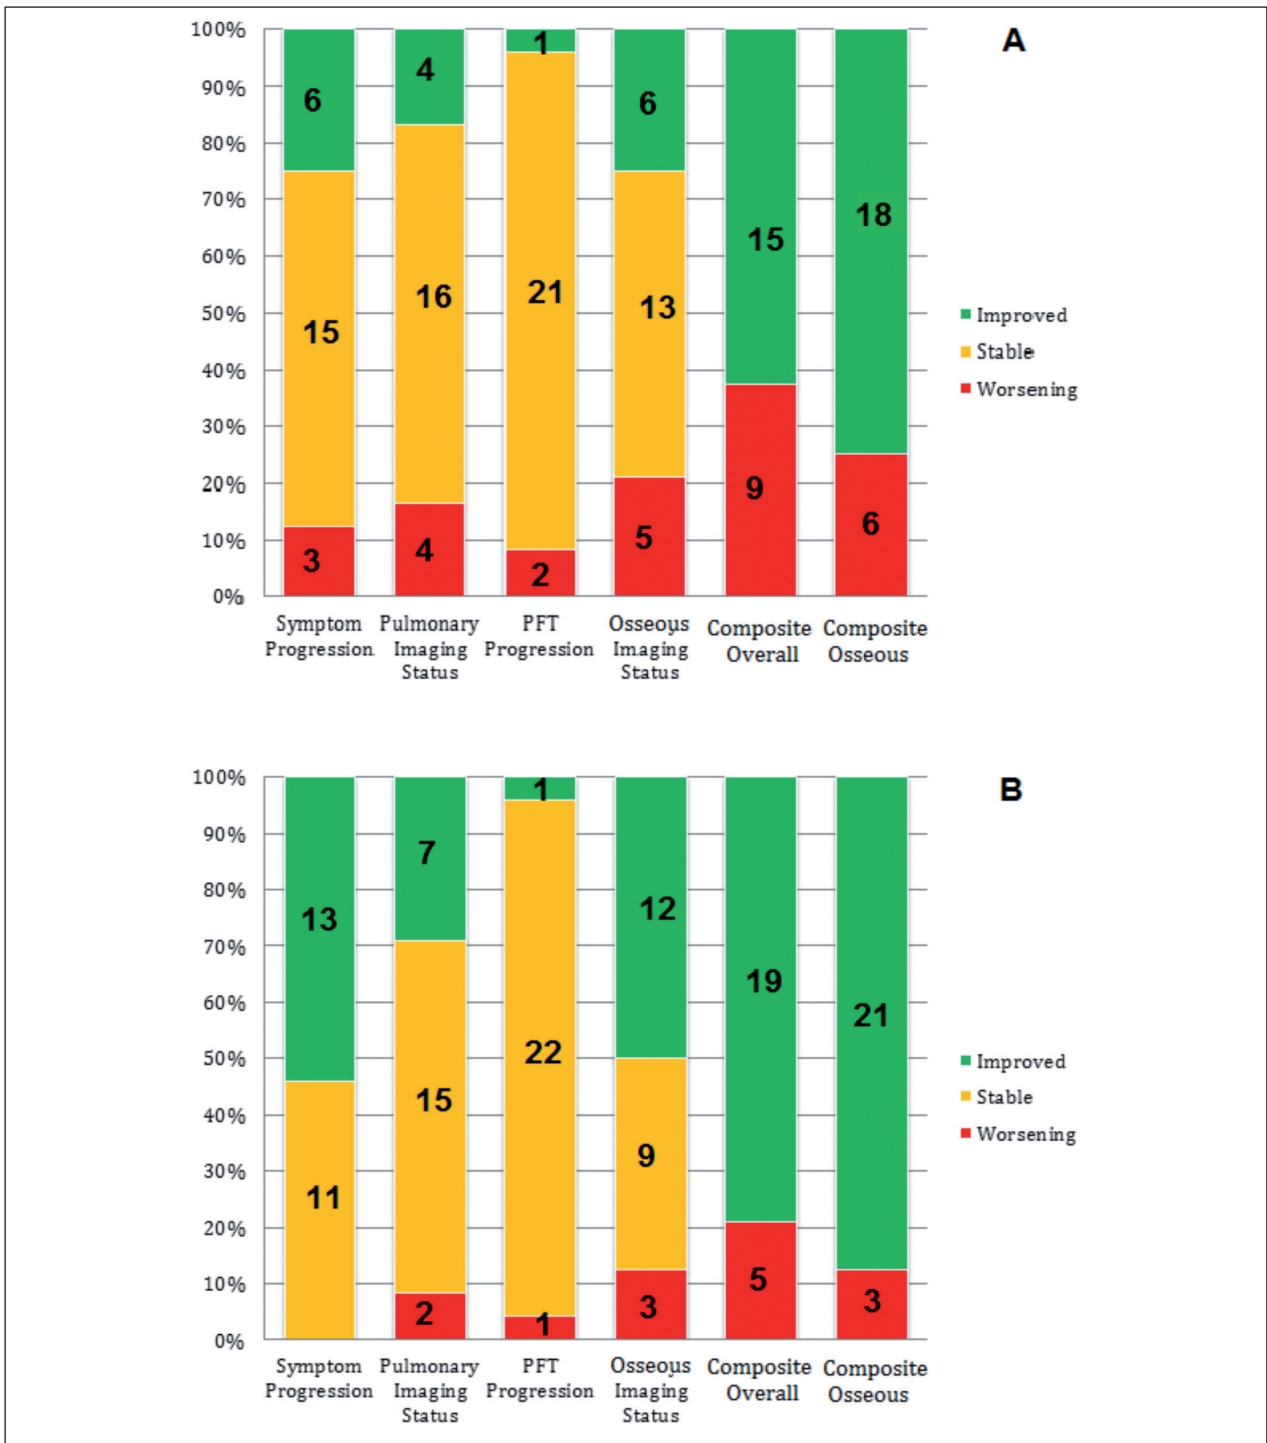 A
100%
90%
80%
70%
60%
50%
40%
30%
20%
10%
0%
6
4
1
6
15
18
15
16
21
13
9
6
3
4
2
5
Improved
Stable
Worsening
Symptom
Progression
Pulmonary
Imaging
Status
PFT
Progression
Osseous
Imaging
Status
Composite
Overall
Composite
Osseous
B
100%
90%
80%
70%
60%
50%
40%
30%
20%
10%
0%
13
7
1
12
19
21
11
15
22
9
5
3
2
1
3
Improved
Stable
Worsening
Symptom
Progression
Pulmonary
Imaging
Status
PFT
Progression
Osseous
Imaging
Status
Composite
Overall
Composite
Osseous